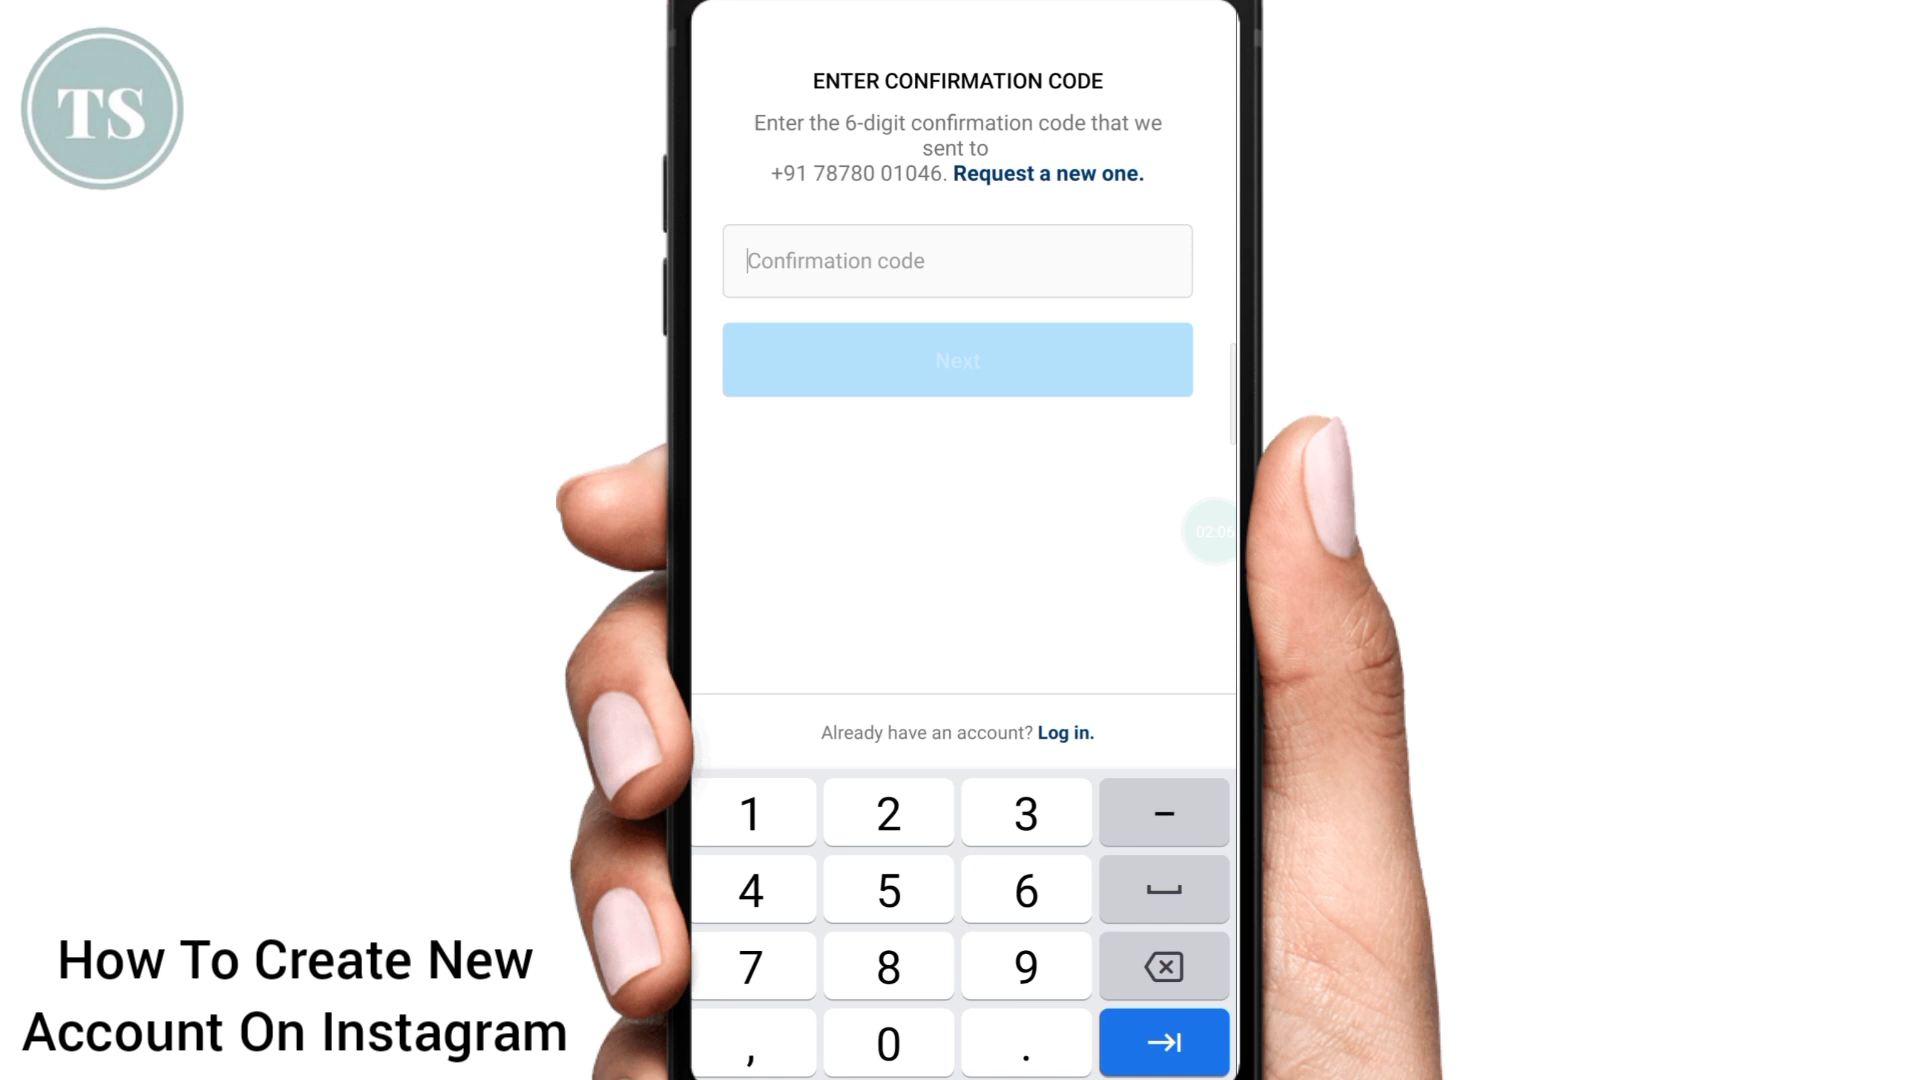 TS
ENTER CONFIRMATION CODE
Enter the 6-digit confirmation code that we
sent to
+91 78780 01046. Request a new one.
Confirmation code
Next
02:06
Already have an account? Log in.
1 2 3 -
4 5 6
7 8 9
, 0 .
How To Create New
Account On Instagram